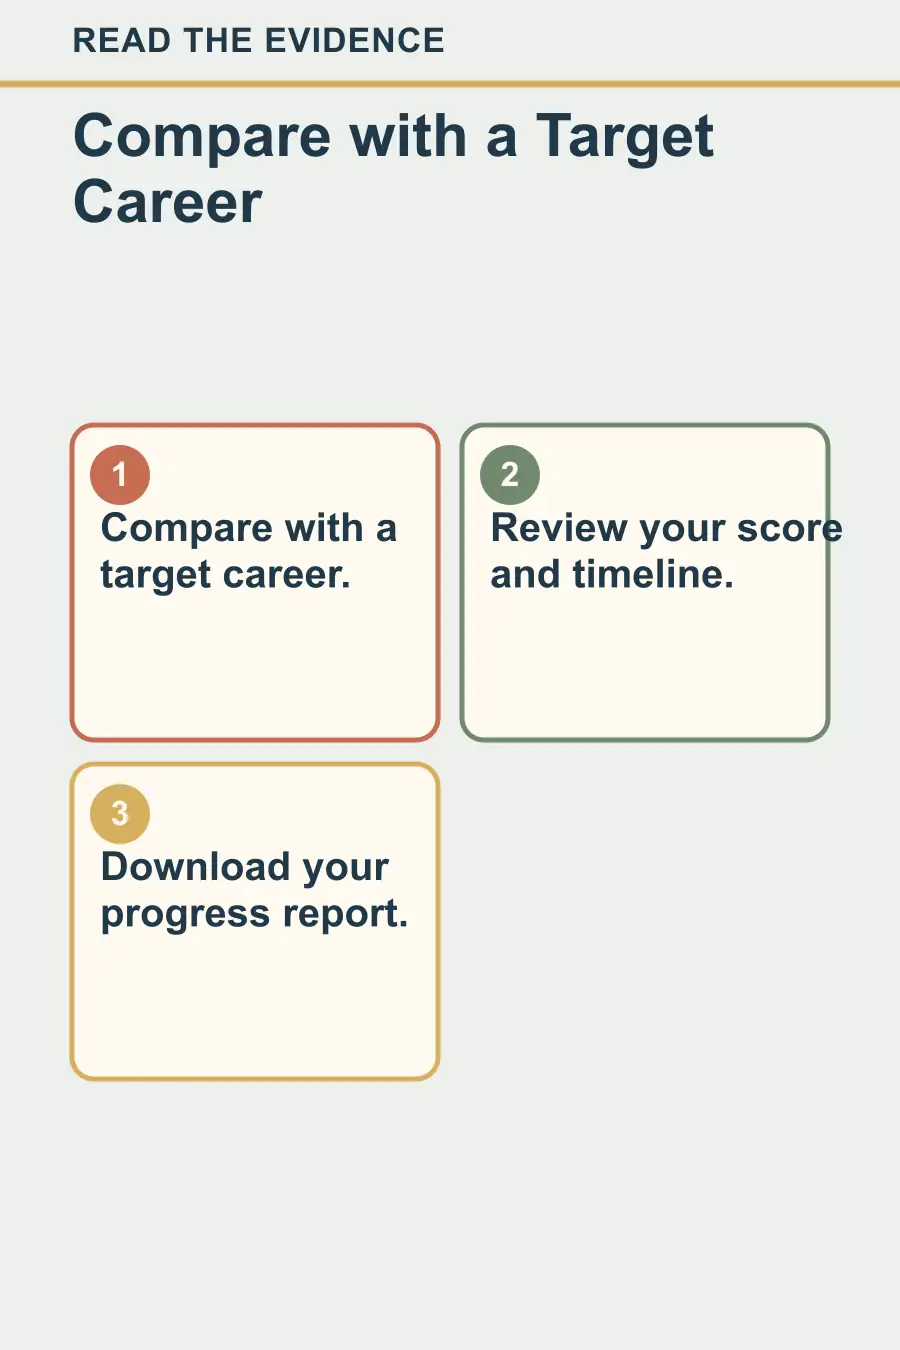 READ THE EVIDENCE
Compare with a Target
Career
1
Compare with a
target career.
2
Review your score
and timeline.
3
Download your
progress report.